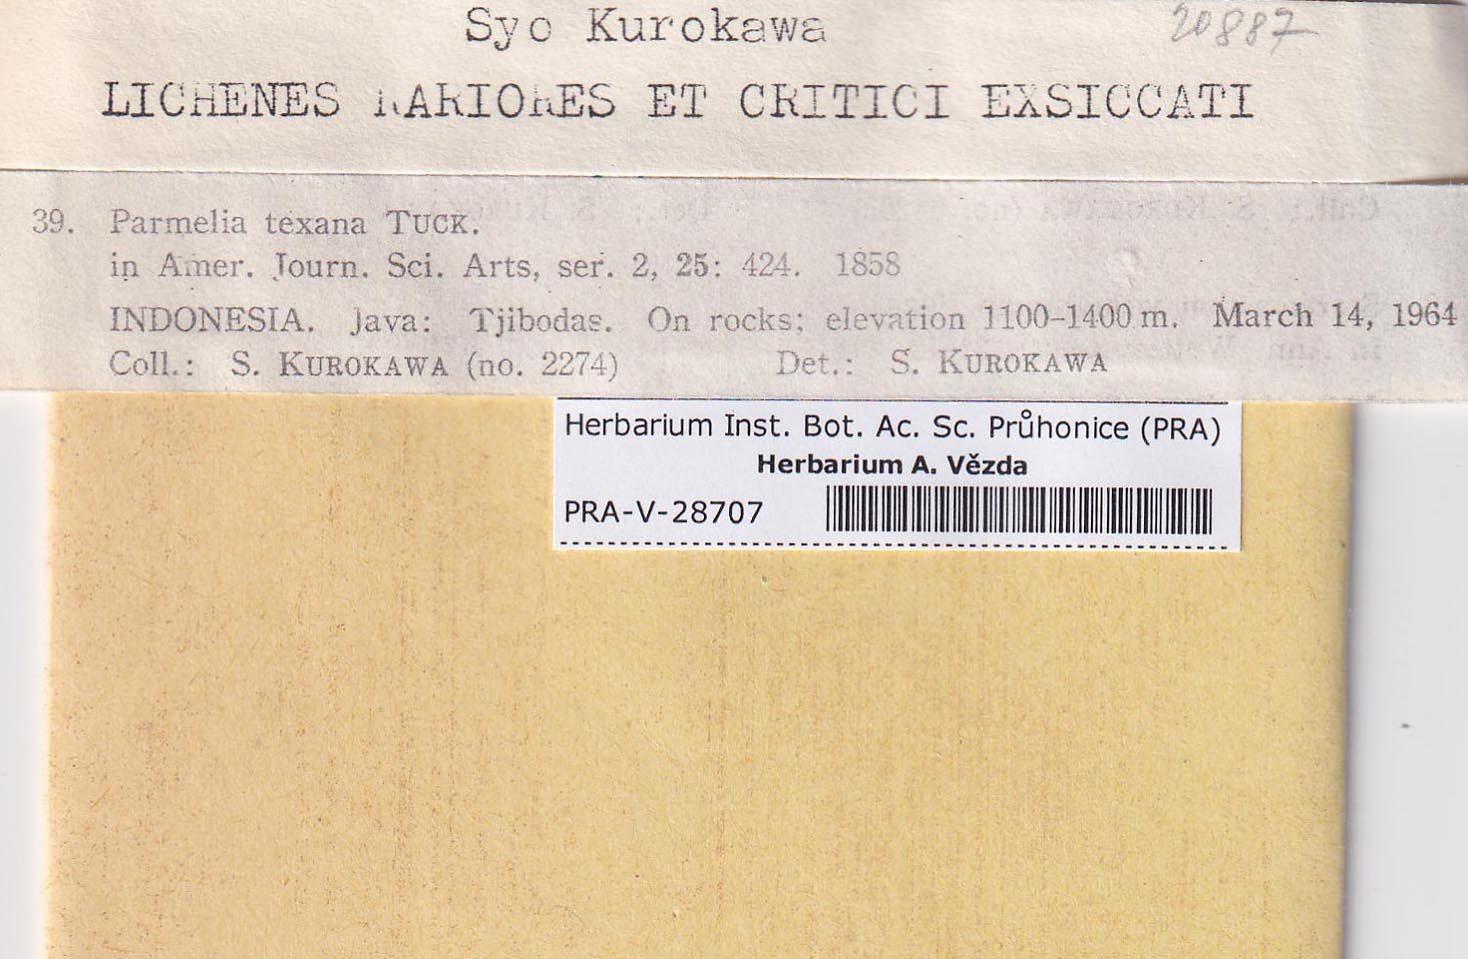 Syo Kurokawa 20887
LICHENES RARIORES ET CRITICI EXSICCATI
39. Parmelia texana TUCK.
in Amer. Journ. Sci. Arts, ser. 2, 25: 424. 1858
INDONESIA. Java: Tjibodas. On rocks; elevation 1100–1400 m. March 14, 1964
Coll.: S. KUROKAWA (no. 2274) Det.: S. KUROKAWA
Herbarium Inst. Bot. Ac. Sc. Průhonice (PRA)
Herbarium A. Vězda
PRA-V-28707